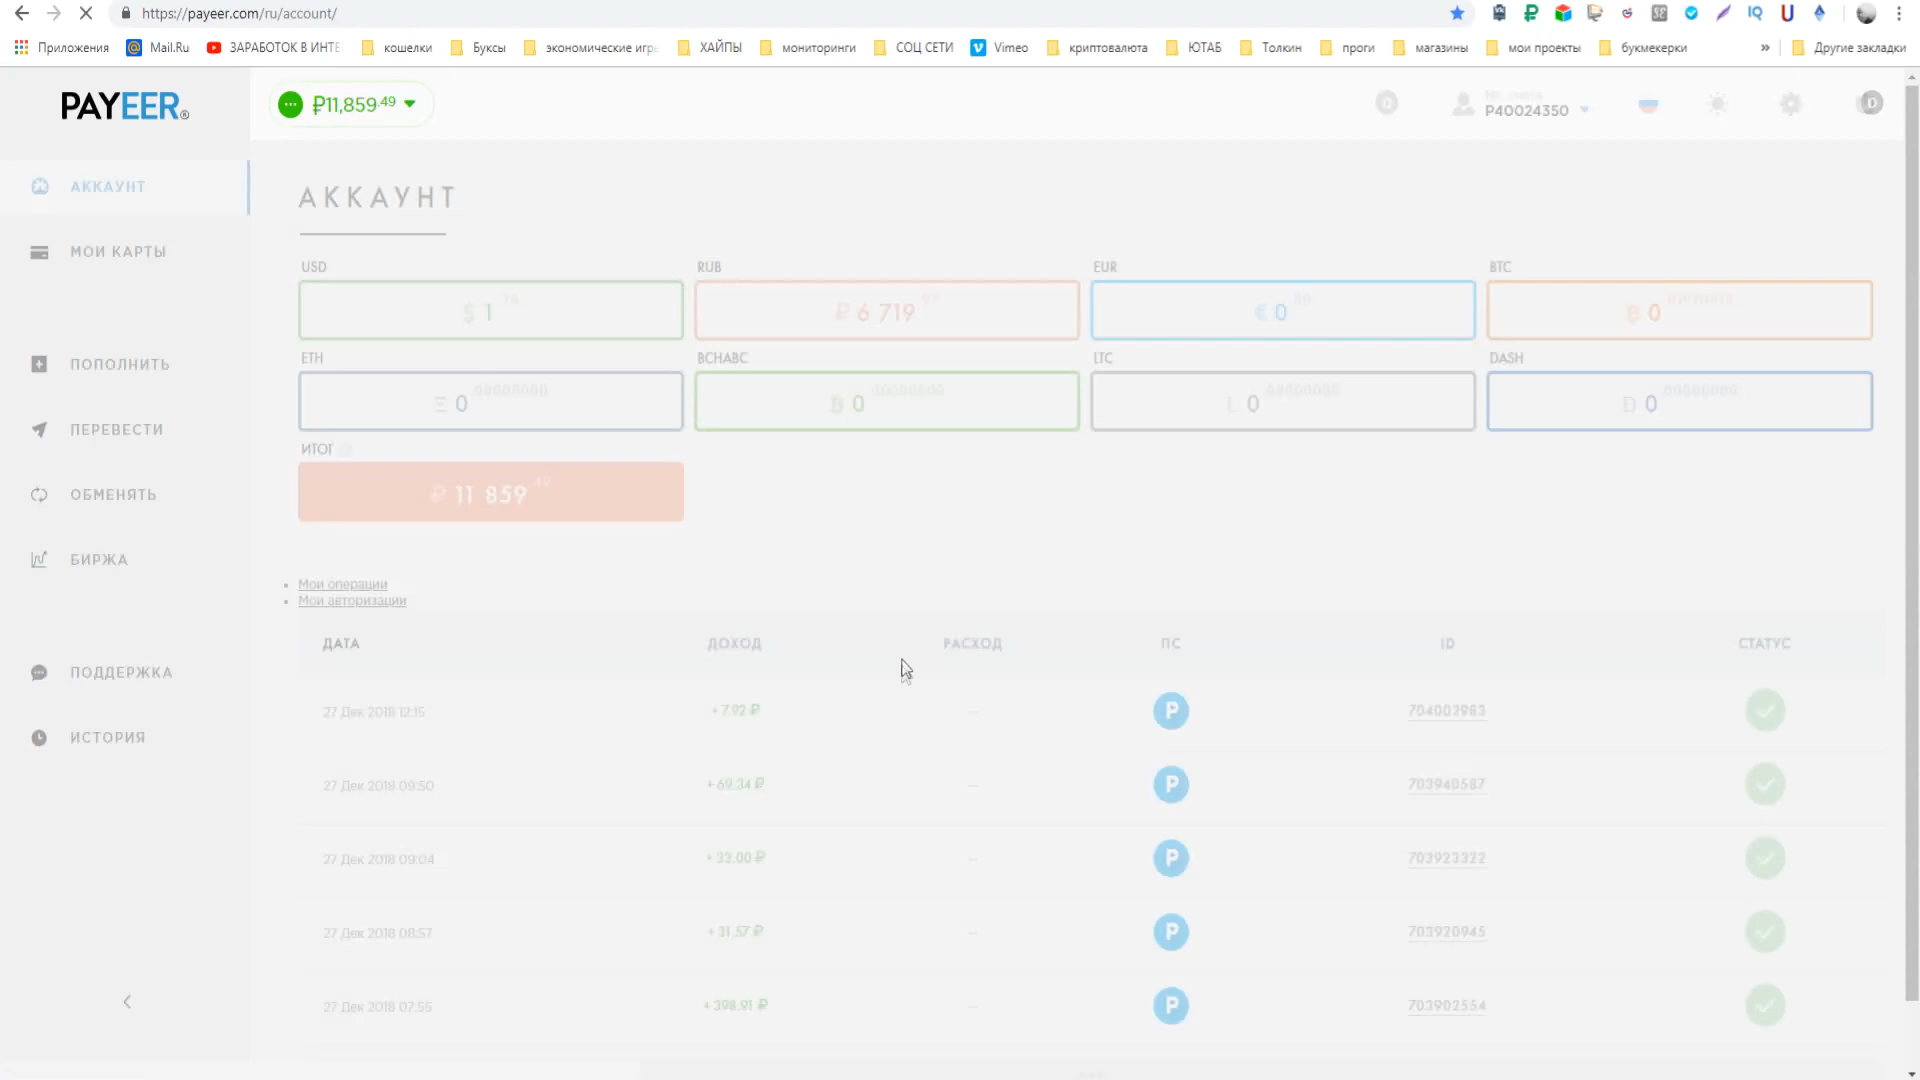 https://payeer.com/ru/account/
Приложения Mail.Ru ЗАРАБОТОК В ИНТЕ кошелки Буксы экономические игры ХАЙПЫ мониторинги СОЦ СЕТИ Vimeo криптовалюта ЮТАБ Толкин проги магазины мои проекты букмекерки » Другие закладки
PAYEER®
₽11,859.49
P40024350
АККАУНТ
МОИ КАРТЫ
ПОПОЛНИТЬ
ПЕРЕВЕСТИ
ОБМЕНЯТЬ
БИРЖА
ПОДДЕРЖКА
ИСТОРИЯ
АККАУНТ
USD RUB EUR BTC
$ 1 ₽ 6 719 € 0 0
ETH BCHABC LTC DASH
Ξ 0 00000000 B 0 00000000 L 0 00000000 D 0 00000000
ИТОГ
₽ 11 859 .49
Мои операции
Мои авторизации
ДАТА ДОХОД РАСХОД ПС ID СТАТУС
27 Дек 2018 12:15 + 7.92 ₽ — P 704002983
27 Дек 2018 09:50 + 69.34 ₽ — P 703940587
27 Дек 2018 09:04 + 33.00 ₽ — P 703923322
27 Дек 2018 08:57 + 31.57 ₽ — P 703920945
27 Дек 2018 07:55 + 398.91 ₽ — P 703902554